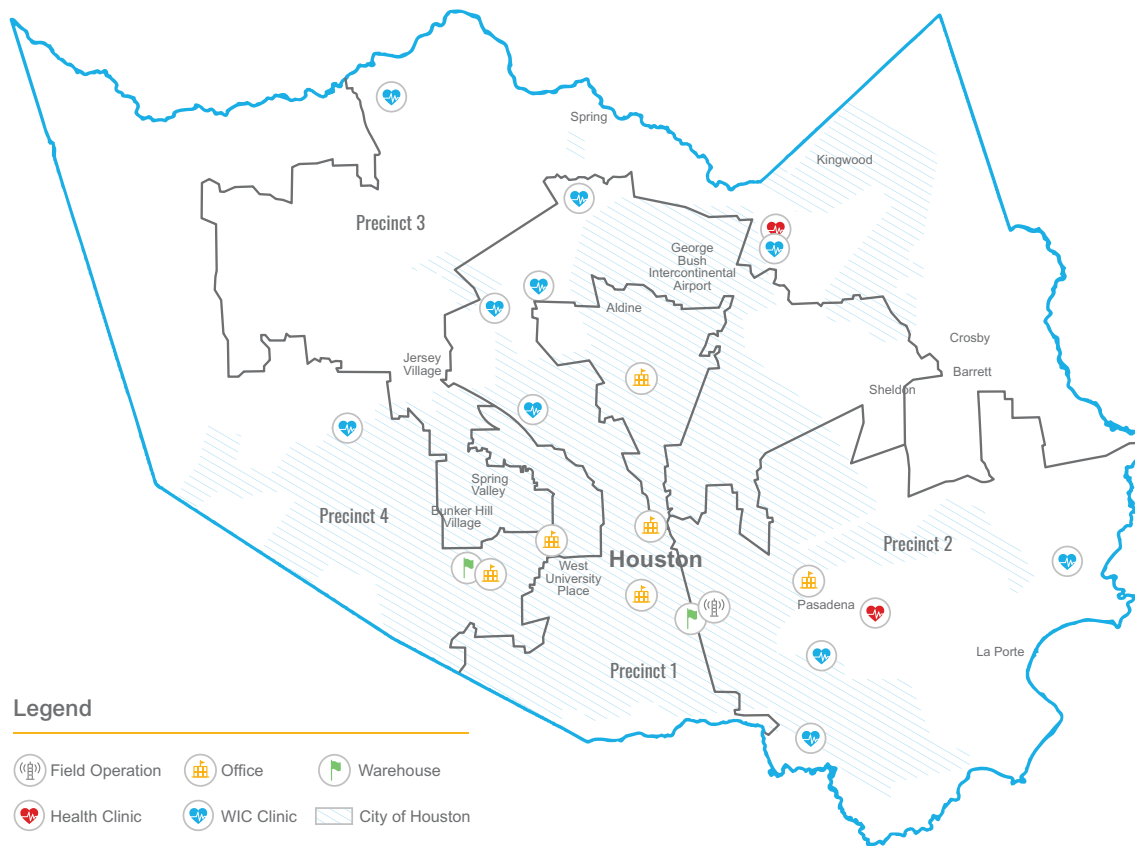 Spring
Kingwood
Precinct 3
George
Bush
Intercontinental
Airport
Aldine
Crosby
Jersey
Village
Barrett
Sheldon
Spring
Valley
Bunker Hill
Village
Precinct 4
Precinct 2
Houston
West
University
Place
Pasadena
La Porte
Precinct 1
Legend
Field Operation
Office
Warehouse
Health Clinic
WIC Clinic
City of Houston